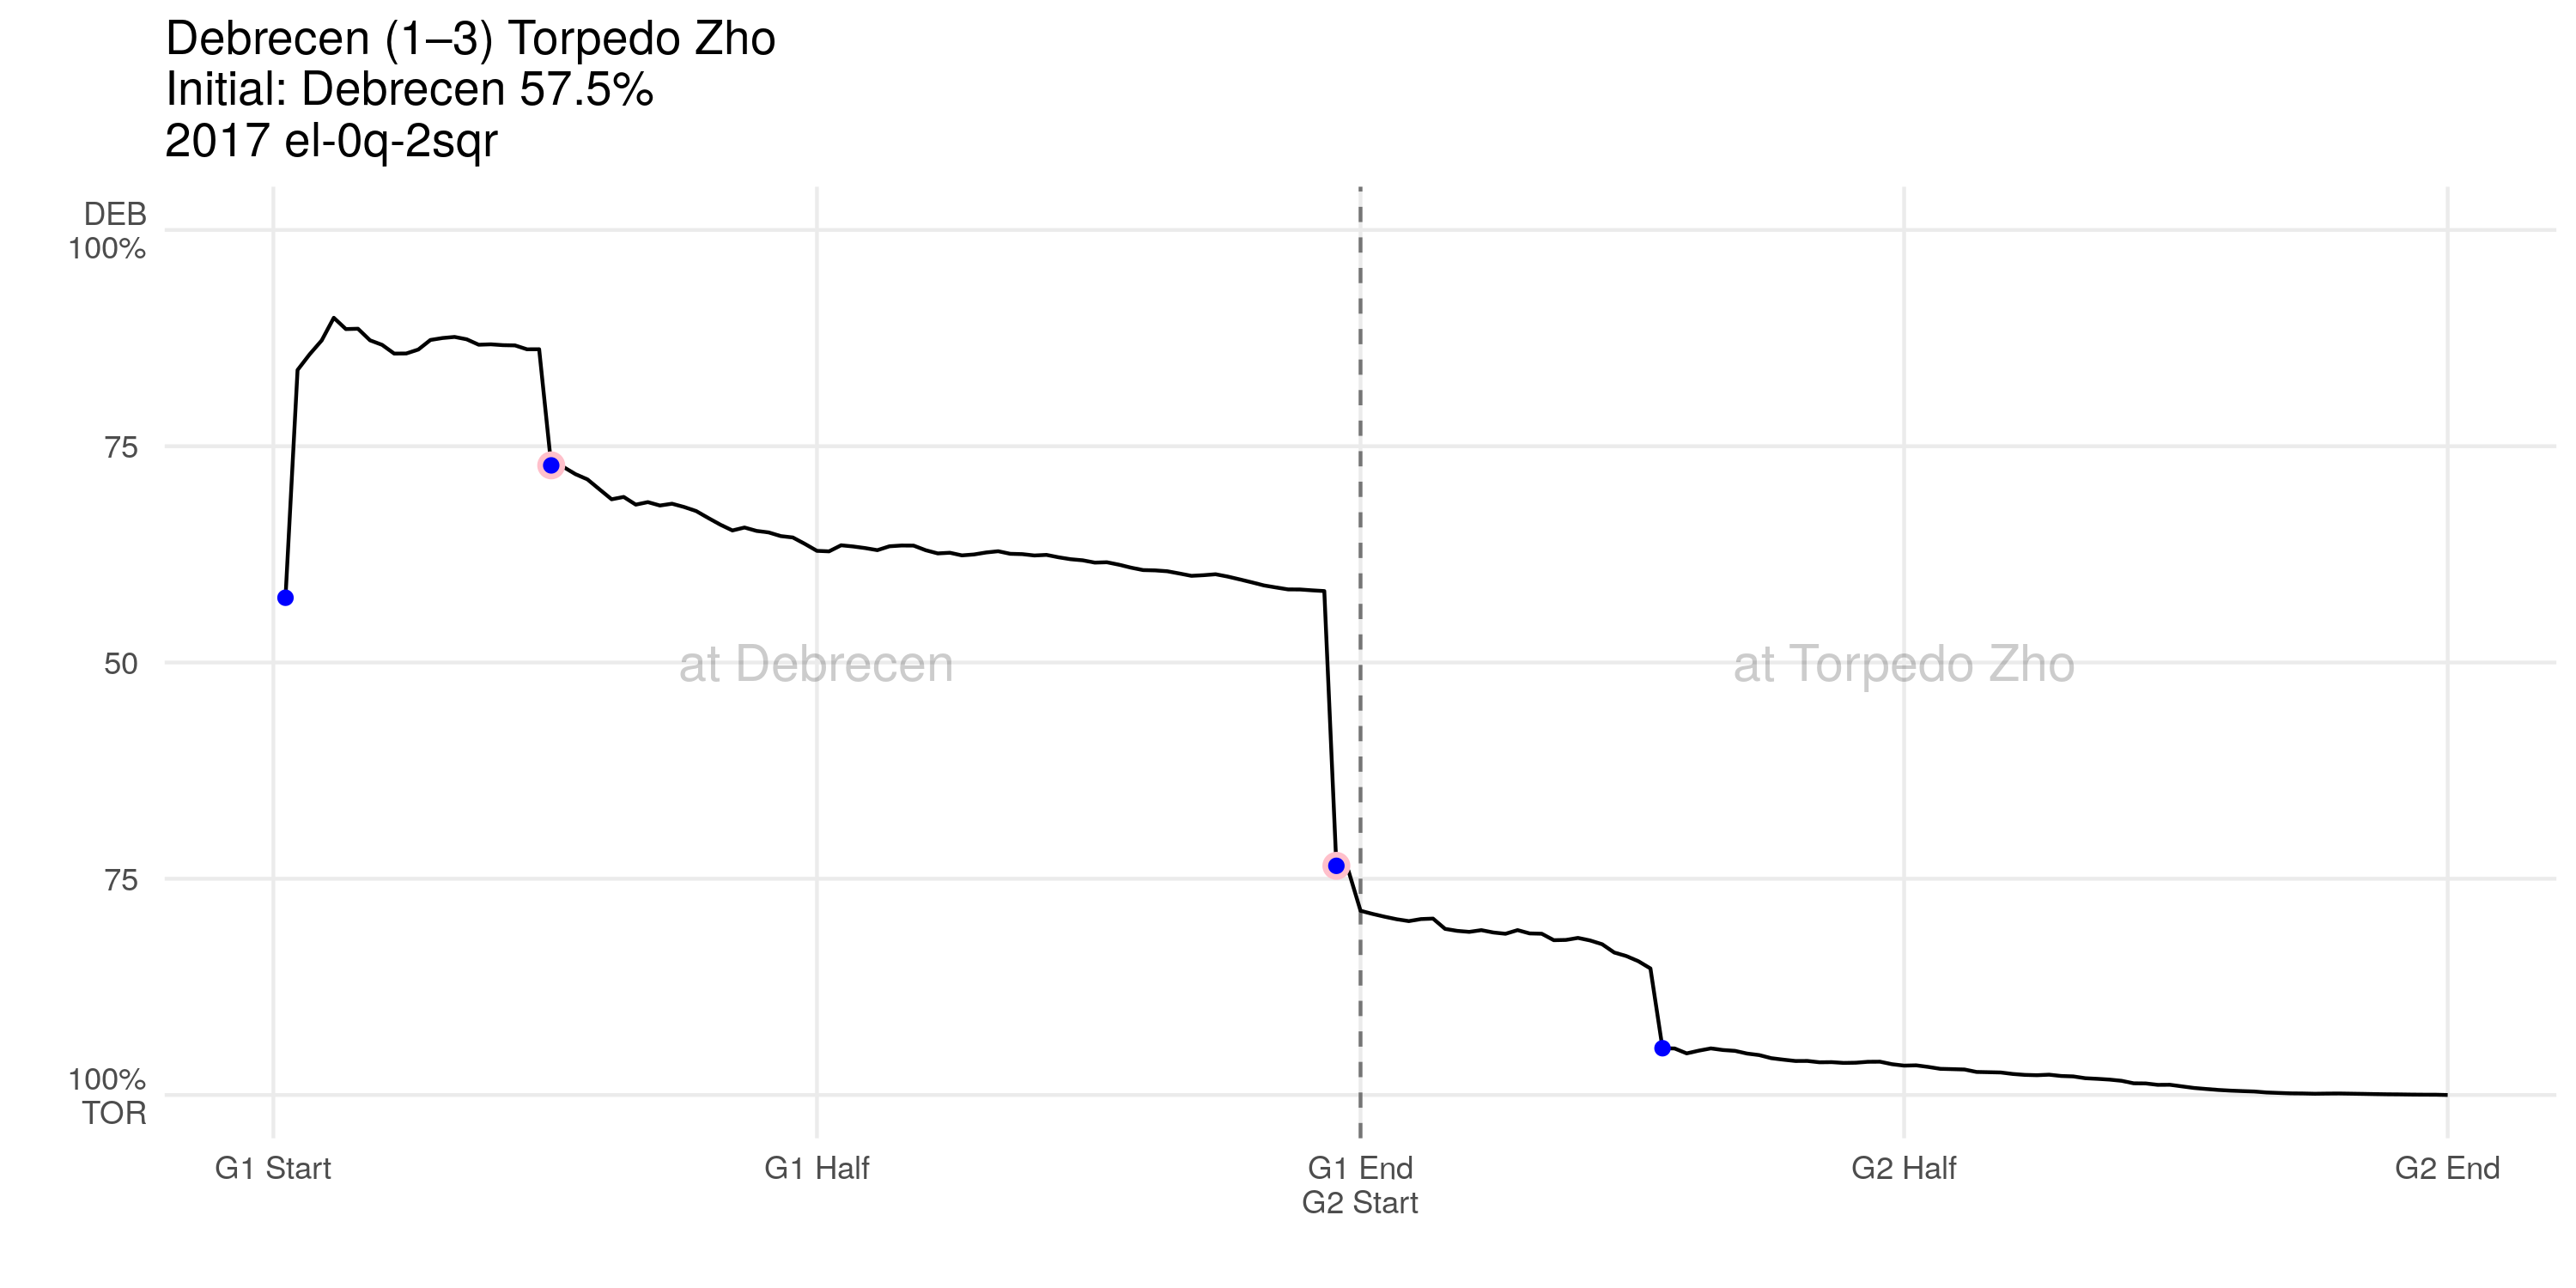 Debrecen (1–3) Torpedo Zho
Initial: Debrecen 57.5%
2017 el-0q-2sqr
DEB
100%
75
50
at Debrecen
at Torpedo Zho
75
100%
TOR
G1 Start
G1 Half
G1 End
G2 Start
G2 Half
G2 End